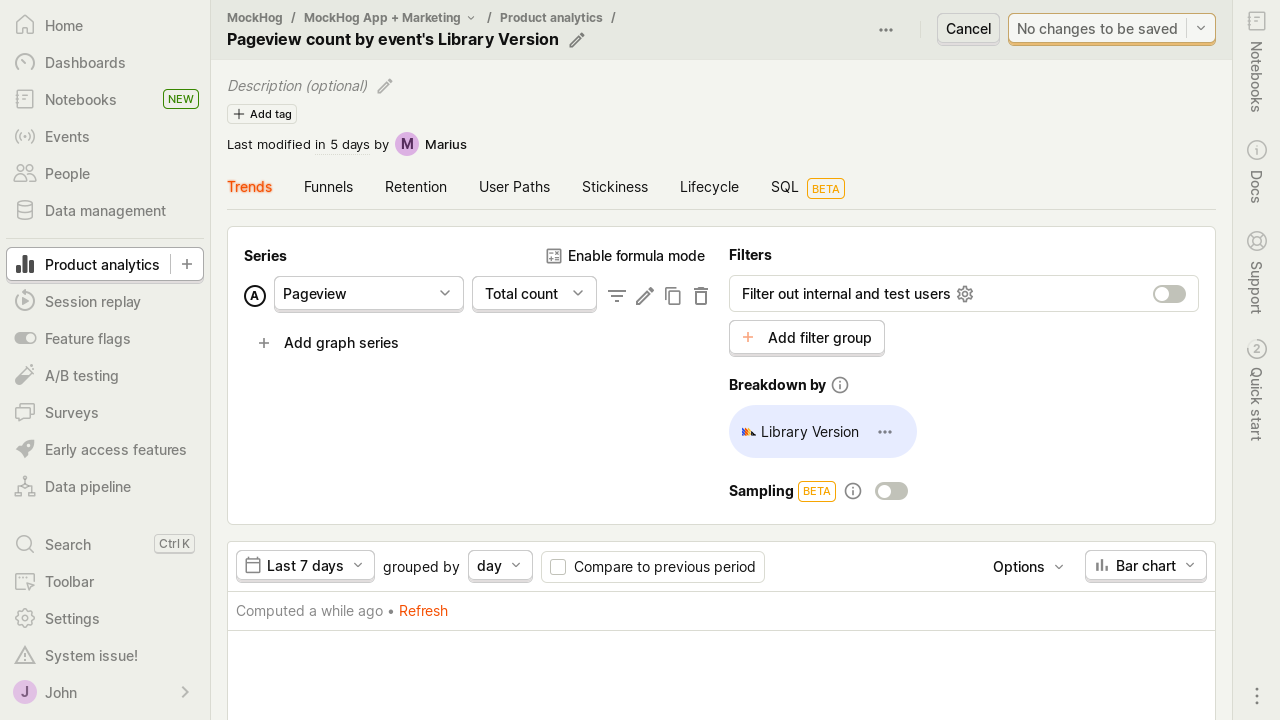 Home
Dashboards
Notebooks NEW
Events
People
Data management
Product analytics
Session replay
Feature flags
A/B testing
Surveys
Early access features
Data pipeline
Search Ctrl K
Toolbar
Settings
System issue!
J John
MockHog / MockHog App + Marketing / Product analytics /
Pageview count by event's Library Version
Cancel
No changes to be saved
Description (optional)
Add tag
Last modified in 5 days by M Marius
Trends Funnels Retention User Paths Stickiness Lifecycle SQL BETA
Series
Enable formula mode
A Pageview Total count
Add graph series
Filters
Filter out internal and test users
Add filter group
Breakdown by
Library Version
Sampling BETA
Last 7 days grouped by day Compare to previous period Options Bar chart
Computed a while ago • Refresh
Notebooks
Docs
Support
2
Quick start